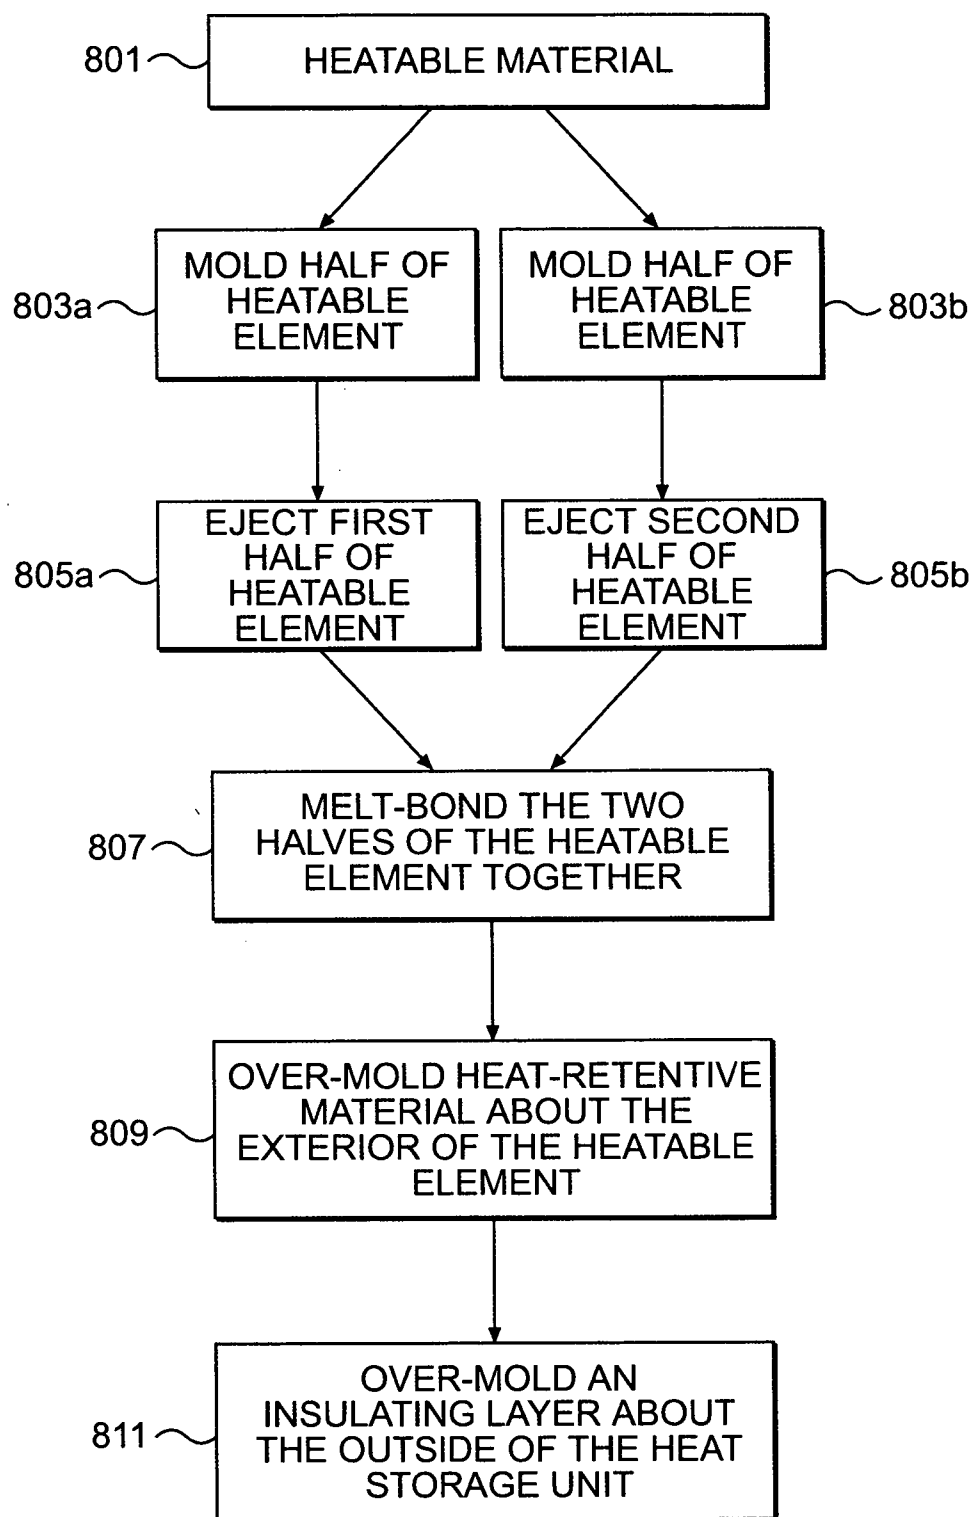 801
HEATABLE MATERIAL
803a
MOLD HALF OF
HEATABLE
ELEMENT
MOLD HALF OF
HEATABLE
ELEMENT
803b
805a
EJECT FIRST
HALF OF
HEATABLE
ELEMENT
EJECT SECOND
HALF OF
HEATABLE
ELEMENT
805b
807
MELT-BOND THE TWO
HALVES OF THE HEATABLE
ELEMENT TOGETHER
809
OVER-MOLD HEAT-RETENTIVE
MATERIAL ABOUT THE
EXTERIOR OF THE HEATABLE
ELEMENT
811
OVER-MOLD AN
INSULATING LAYER ABOUT
THE OUTSIDE OF THE HEAT
STORAGE UNIT